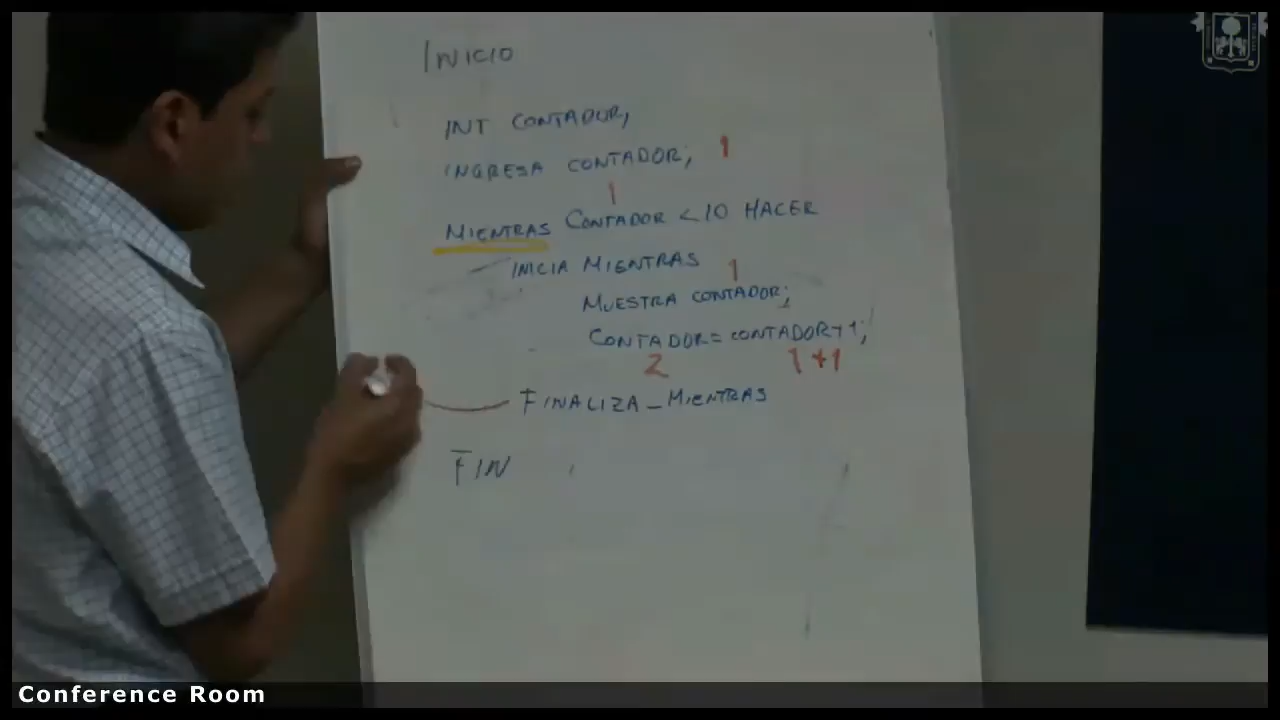 INICIO
INT CONTADOR,
INGRESA CONTADOR; 1
1
MIENTRAS CONTADOR < 10 HACER
INICIA MIENTRAS 1
MUESTRA CONTADOR;
CONTADOR = CONTADOR + 1;
2 1 + 1
FINALIZA_MIENTRAS
FIN
Conference Room